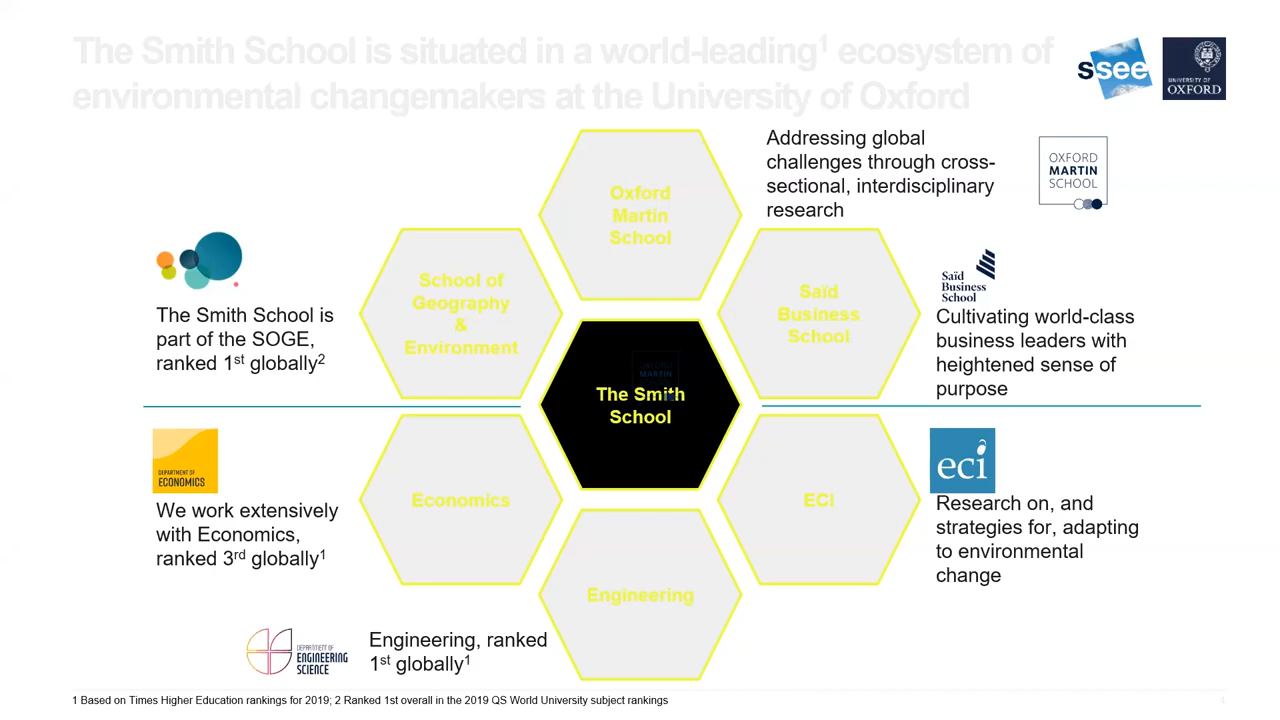 The Smith School is situated in a world-leading¹ ecosystem of
environmental changemakers at the University of Oxford
ssee
UNIVERSITY OF
OXFORD
Addressing global
challenges through cross-
sectional, interdisciplinary
research
OXFORD
MARTIN
SCHOOL
Oxford
Martin
School
School of
Geography
&
Environment
Saïd
Business
School
Saïd
Business
School
The Smith School is
part of the SOGE,
ranked 1st globally²
Cultivating world-class
business leaders with
heightened sense of
purpose
OXFORD
MARTIN
The Smith
School
DEPARTMENT OF
ECONOMICS
We work extensively
with Economics,
ranked 3rd globally¹
Economics
ECI
eci
Research on, and
strategies for, adapting
to environmental
change
Engineering
DEPARTMENT OF
ENGINEERING
SCIENCE
Engineering, ranked
1st globally¹
1 Based on Times Higher Education rankings for 2019; 2 Ranked 1st overall in the 2019 QS World University subject rankings